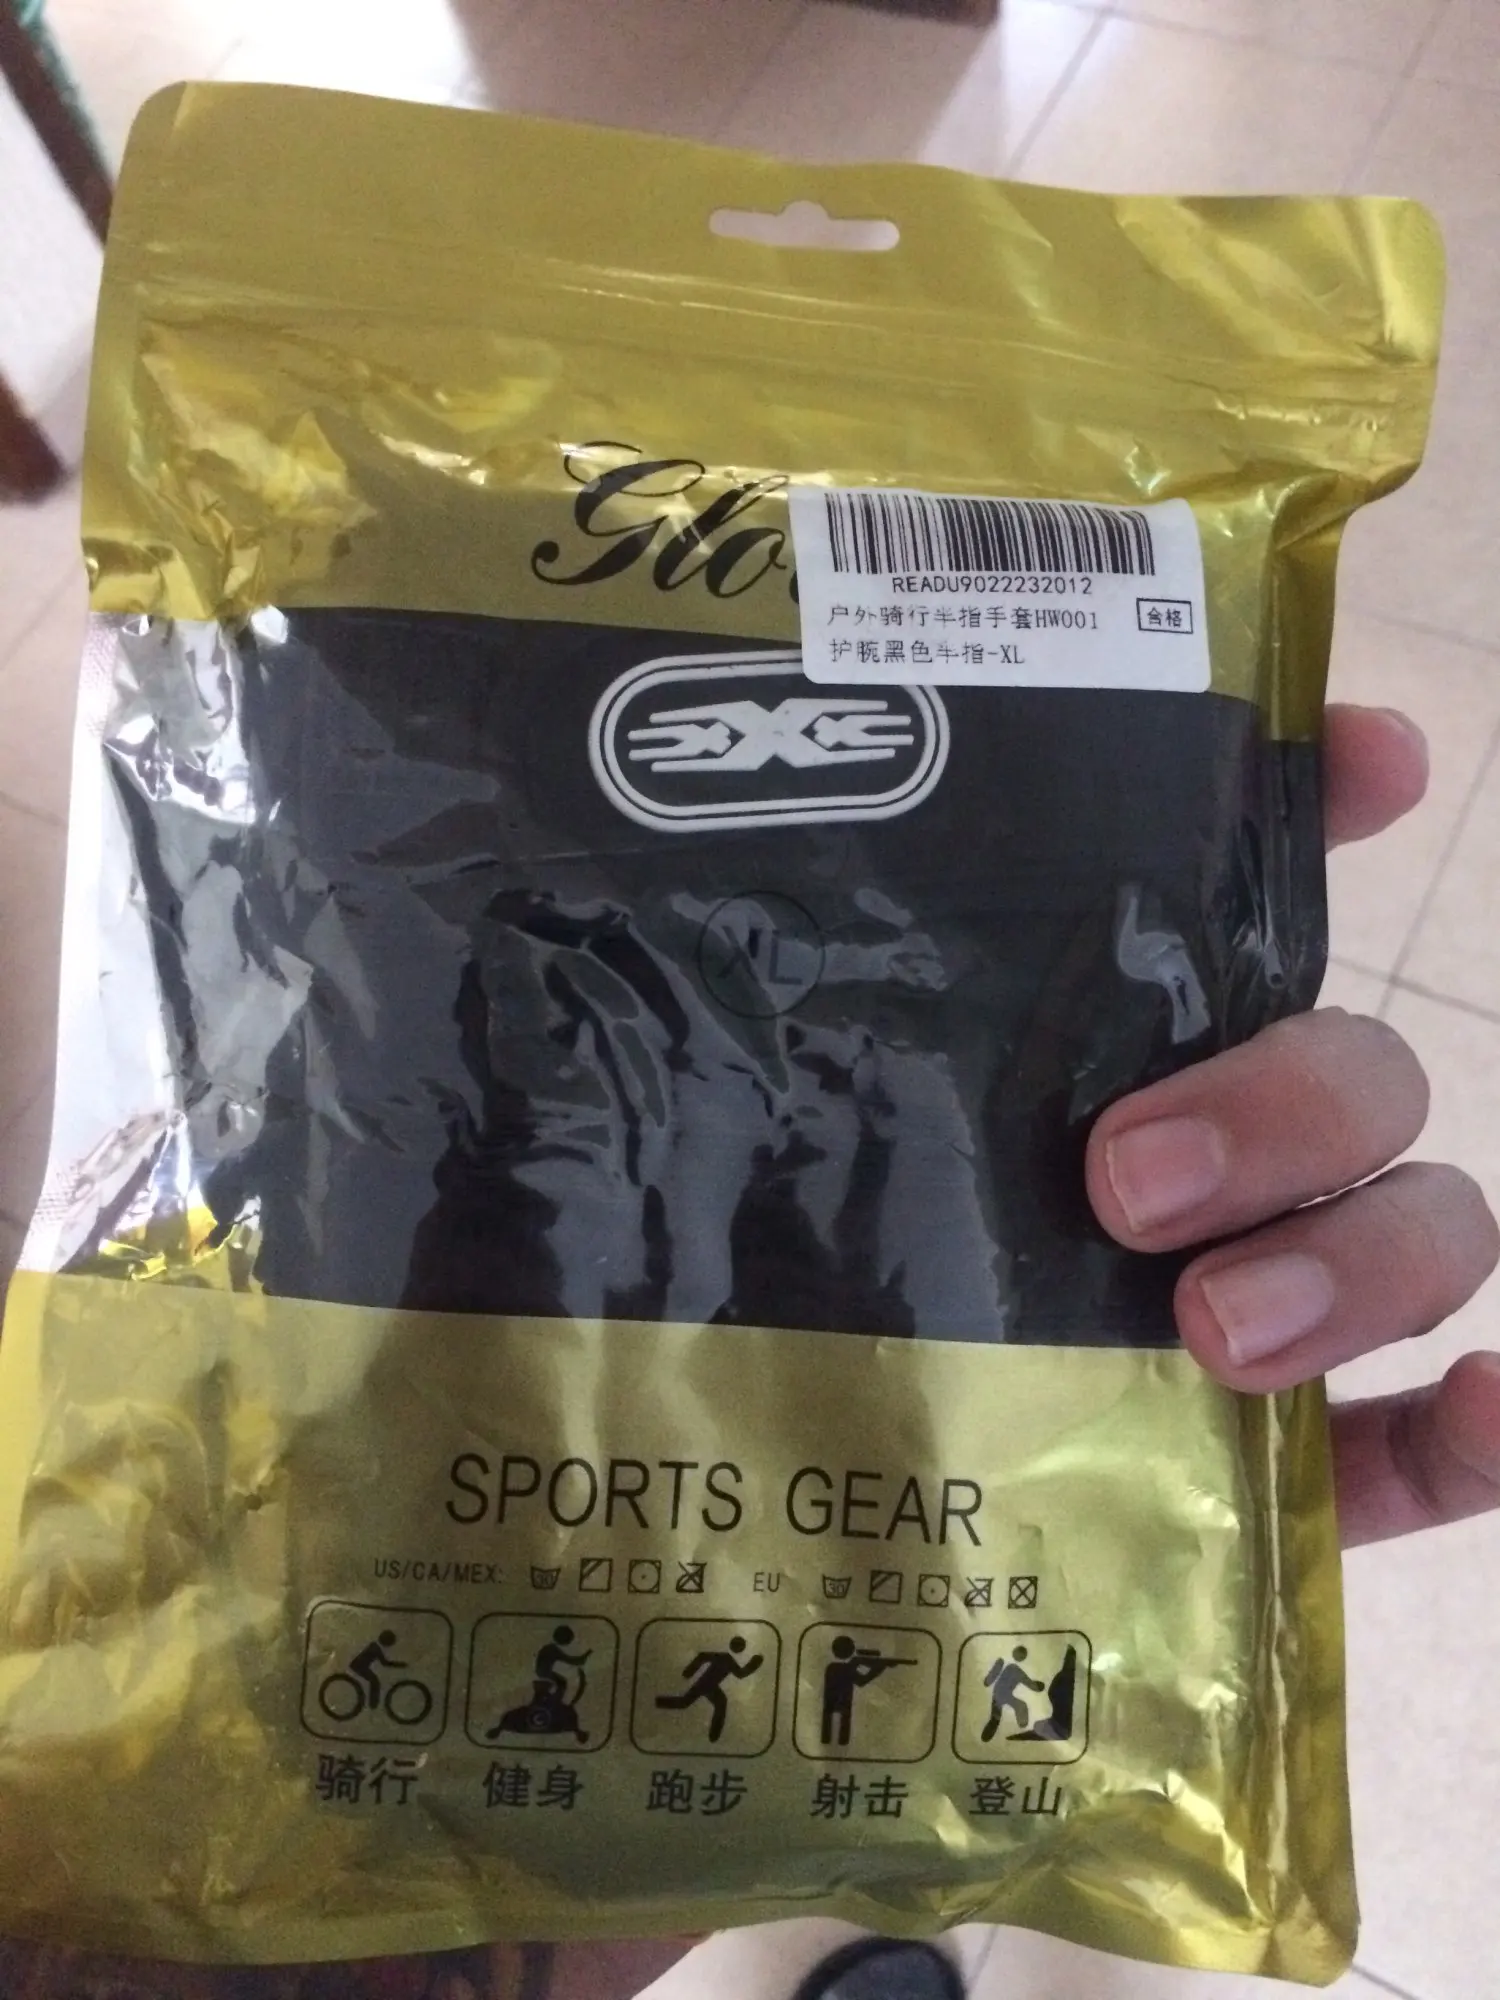 READU9022232012
户外骑行半指手套HW001
合格
护腕黑色半指-XL
XL
SPORTS GEAR
US/CA/MEX: 30
EU 30
骑行 健身 跑步 射击 登山